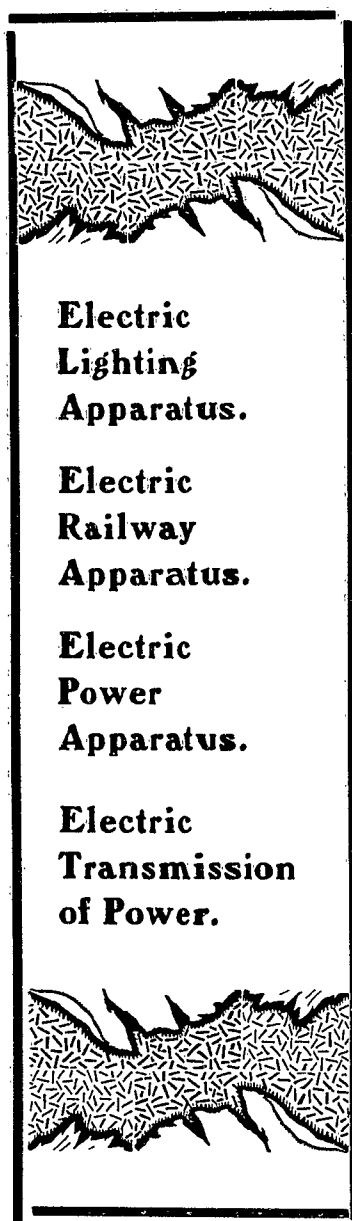 Electric
Lighting
Apparatus.
Electric
Railway
Apparatus.
Electric
Power
Apparatus.
Electric
Transmission
of Power.